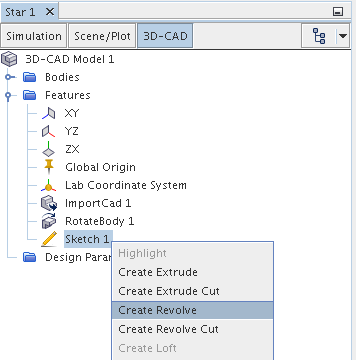 Star 1
Simulation Scene/Plot 3D-CAD
3D-CAD Model 1
Bodies
Features
XY
YZ
ZX
Global Origin
Lab Coordinate System
ImportCad 1
RotateBody 1
Sketch 1
Highlight
Design Para
Create Extrude
Create Extrude Cut
Create Revolve
Create Revolve Cut
Create Loft